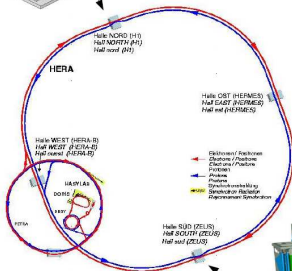 Halle NORD (H1)
Hall NORTH (H1)
Hall nord (H1)
HERA
Halle OST (HERMES)
Hall EAST (HERMES)
Hall est (HERMES)
Halle WEST (HERA-B)
Hall WEST (HERA-B)
Hall ouest (HERA-B)
Elektronen / Positronen
Electrons / Positrons
Electrons / Positons
Protonen
Protons
Protons
Synchrotronstrahlung
Synchrotron Radiation
Rayonnement Synchrotron
HASYLAB
DORIS
DESY
PETRA
Halle SÜD (ZEUS)
Hall SOUTH (ZEUS)
Hall sud (ZEUS)